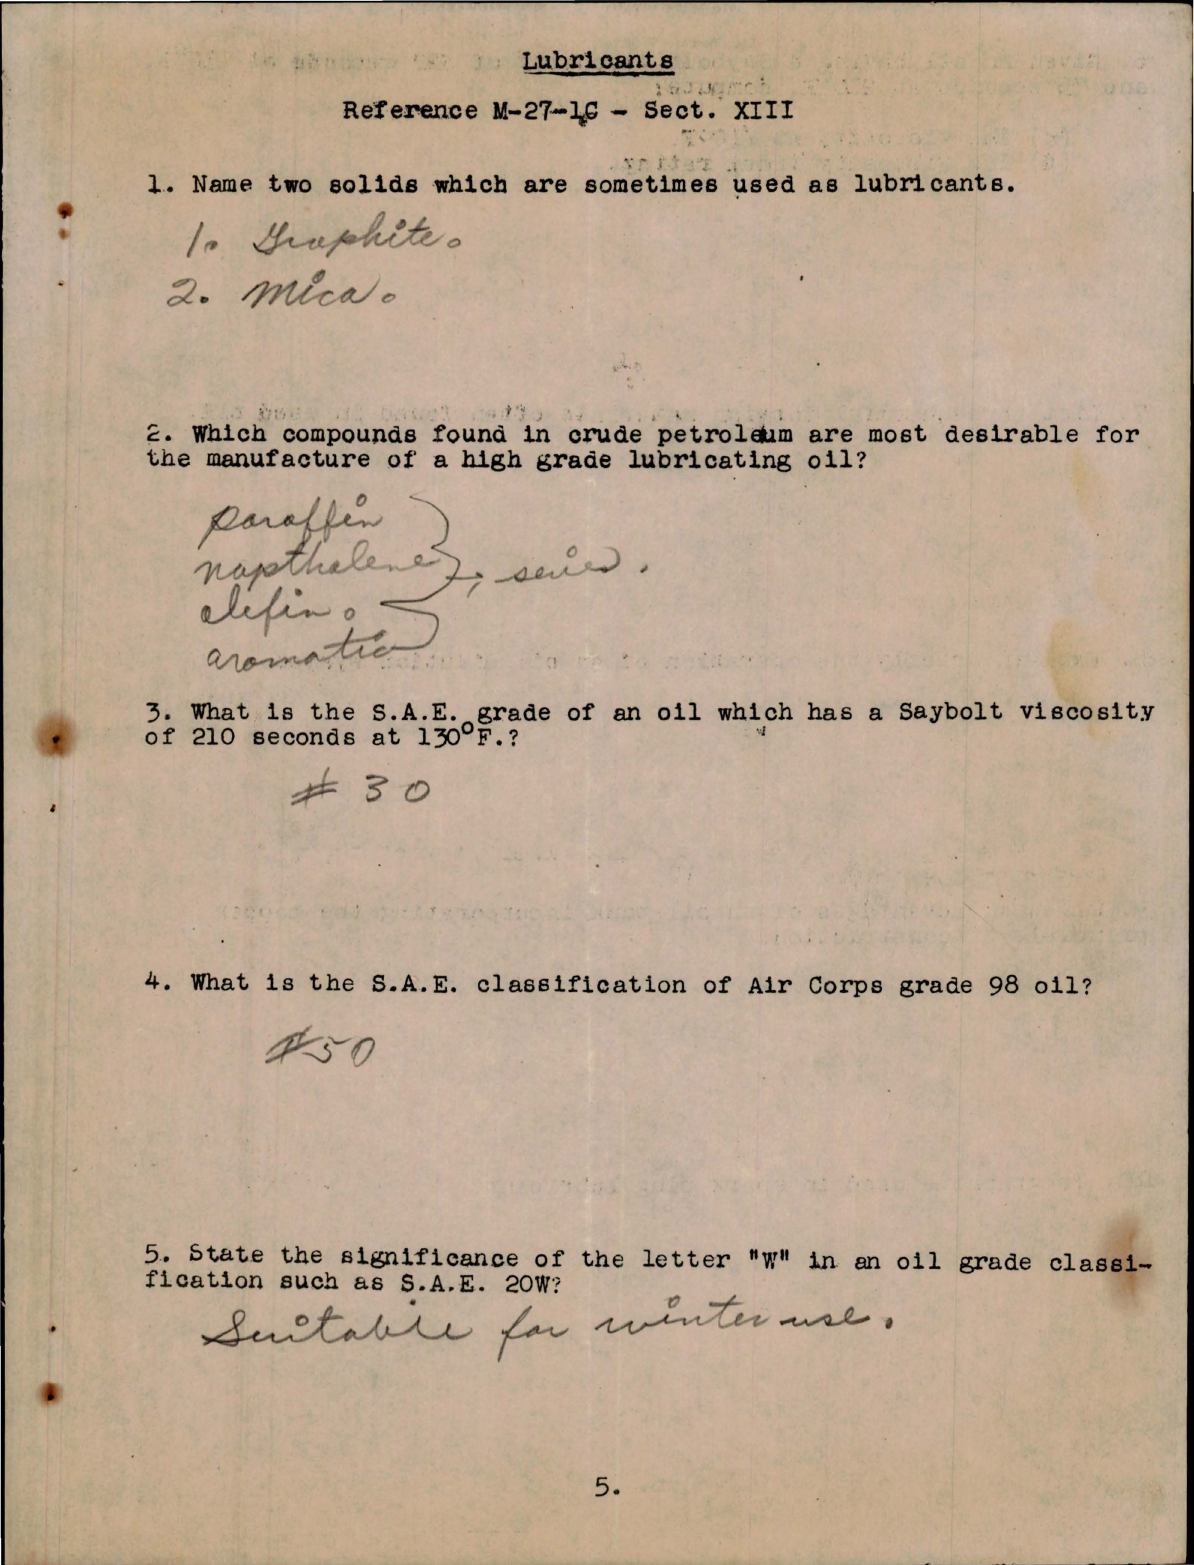 Lubricants
Reference M-27-1G - Sect. XIII
1. Name two solids which are sometimes used as lubricants.
1. Graphite.
2. Mica.
2. Which compounds found in crude petroleum are most desirable for
the manufacture of a high grade lubricating oil?
paraffin
napthalene , series.
olefin.
aromatic
3. What is the S.A.E. grade of an oil which has a Saybolt viscosity
of 210 seconds at 130°F.?
# 30
4. What is the S.A.E. classification of Air Corps grade 98 oil?
#50
5. State the significance of the letter "W" in an oil grade classi-
fication such as S.A.E. 20W?
Suitable for winter use.
5.